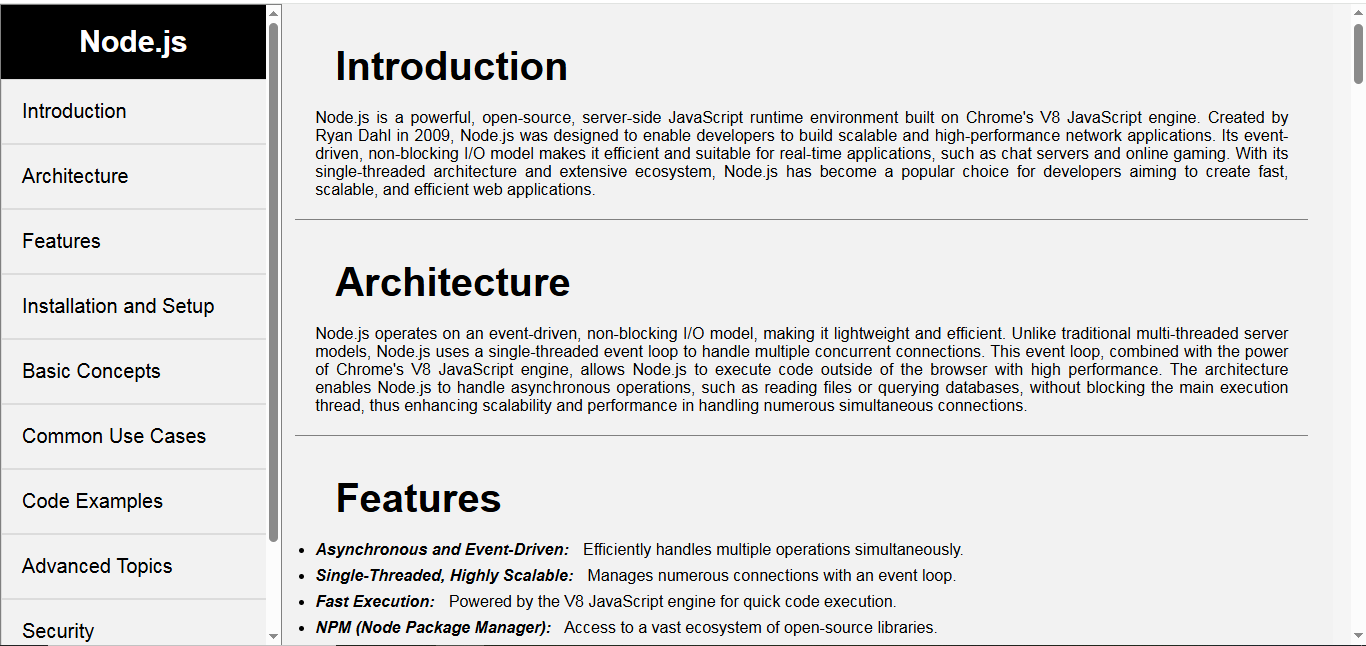 Node.js
Introduction
Architecture
Features
Installation and Setup
Basic Concepts
Common Use Cases
Code Examples
Advanced Topics
Security
Introduction
Node.js is a powerful, open-source, server-side JavaScript runtime environment built on Chrome's V8 JavaScript engine. Created by
Ryan Dahl in 2009, Node.js was designed to enable developers to build scalable and high-performance network applications. Its event-
driven, non-blocking I/O model makes it efficient and suitable for real-time applications, such as chat servers and online gaming. With its
single-threaded architecture and extensive ecosystem, Node.js has become a popular choice for developers aiming to create fast,
scalable, and efficient web applications.
Architecture
Node.js operates on an event-driven, non-blocking I/O model, making it lightweight and efficient. Unlike traditional multi-threaded server
models, Node.js uses a single-threaded event loop to handle multiple concurrent connections. This event loop, combined with the power
of Chrome's V8 JavaScript engine, allows Node.js to execute code outside of the browser with high performance. The architecture
enables Node.js to handle asynchronous operations, such as reading files or querying databases, without blocking the main execution
thread, thus enhancing scalability and performance in handling numerous simultaneous connections.
Features
• Asynchronous and Event-Driven: Efficiently handles multiple operations simultaneously.
• Single-Threaded, Highly Scalable: Manages numerous connections with an event loop.
• Fast Execution: Powered by the V8 JavaScript engine for quick code execution.
• NPM (Node Package Manager): Access to a vast ecosystem of open-source libraries.